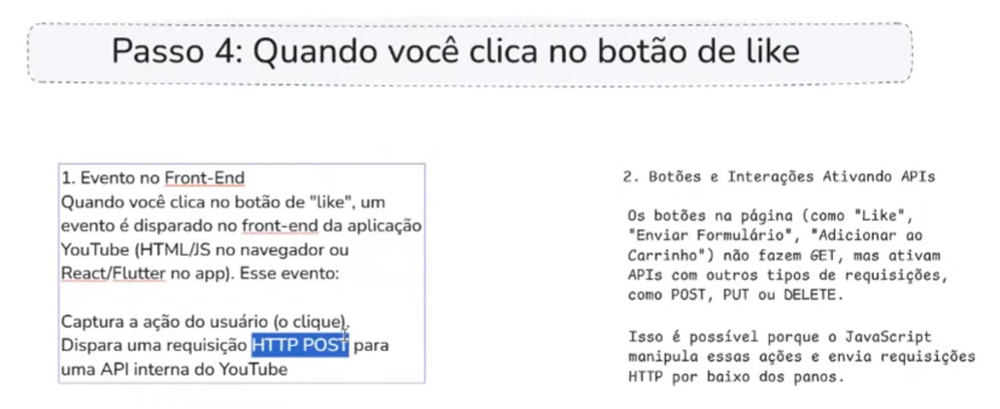 Passo 4: Quando você clica no botão de like
1. Evento no Front-End
Quando você clica no botão de "like", um
evento é disparado no front-end da aplicação
YouTube (HTML/JS no navegador ou
React/Flutter no app). Esse evento:
Captura a ação do usuário (o clique).
Dispara uma requisição HTTP POST para
uma API interna do YouTube
2. Botões e Interações Ativando APIs
Os botões na página (como "Like",
"Enviar Formulário", "Adicionar ao
Carrinho") não fazem GET, mas ativam
APIs com outros tipos de requisições,
como POST, PUT ou DELETE.
Isso é possível porque o JavaScript
manipula essas ações e envia requisições
HTTP por baixo dos panos.